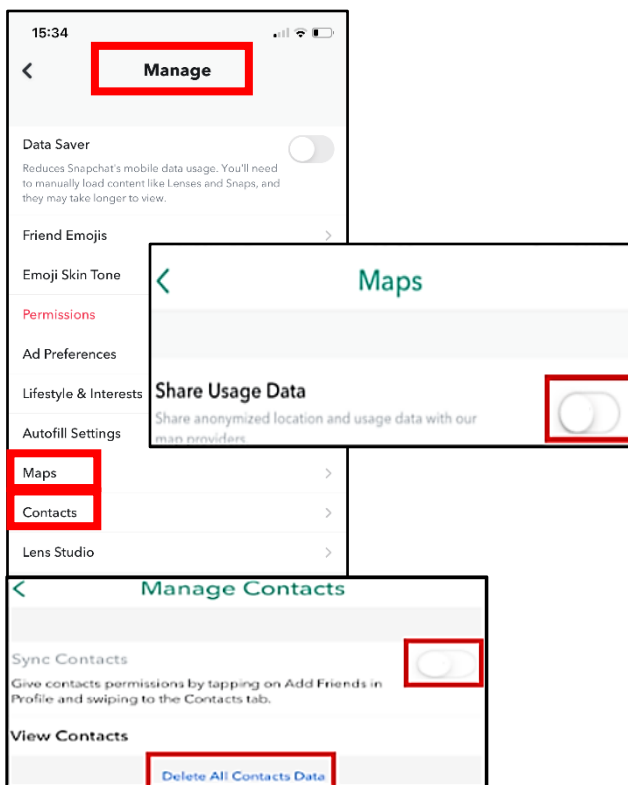 15:34
Manage
Data Saver
Reduces Snapchat's mobile data usage. You'll need
to manually load content like Lenses and Snaps, and
they may take longer to view.
Friend Emojis
Emoji Skin Tone
Permissions
Ad Preferences
Lifestyle & Interests
Autofill Settings
Maps
Contacts
Lens Studio
Maps
Share Usage Data
Share anonymized location and usage data with our
map providers
Manage Contacts
Sync Contacts
Give contacts permissions by tapping on Add Friends in
Profile and swiping to the Contacts tab.
View Contacts
Delete All Contacts Data